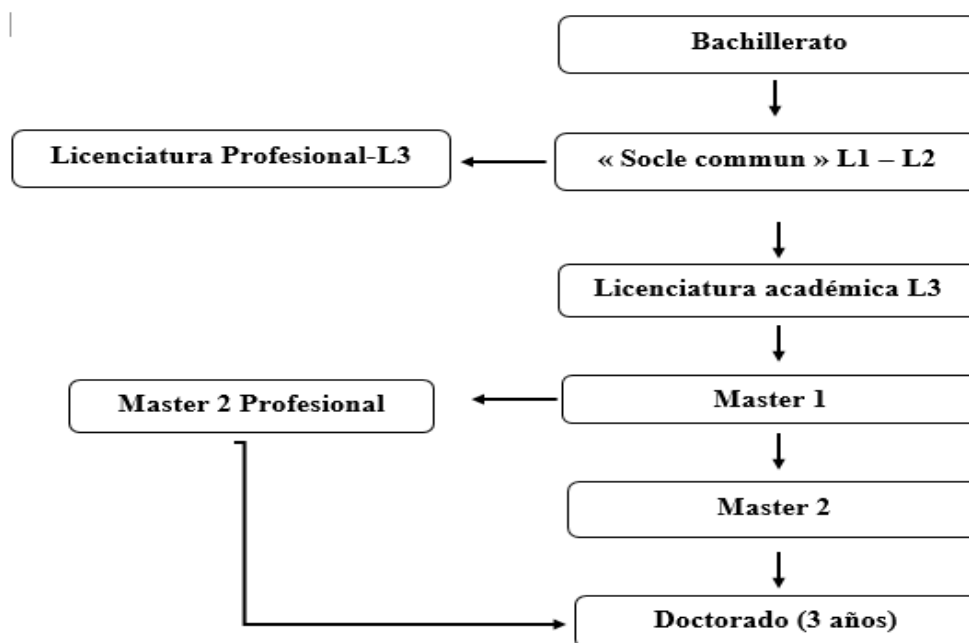 Bachillerato
Licenciatura Profesional-L3
« Socle commun » L1 – L2
Licenciatura académica L3
Master 2 Profesional
Master 1
Master 2
Doctorado (3 años)